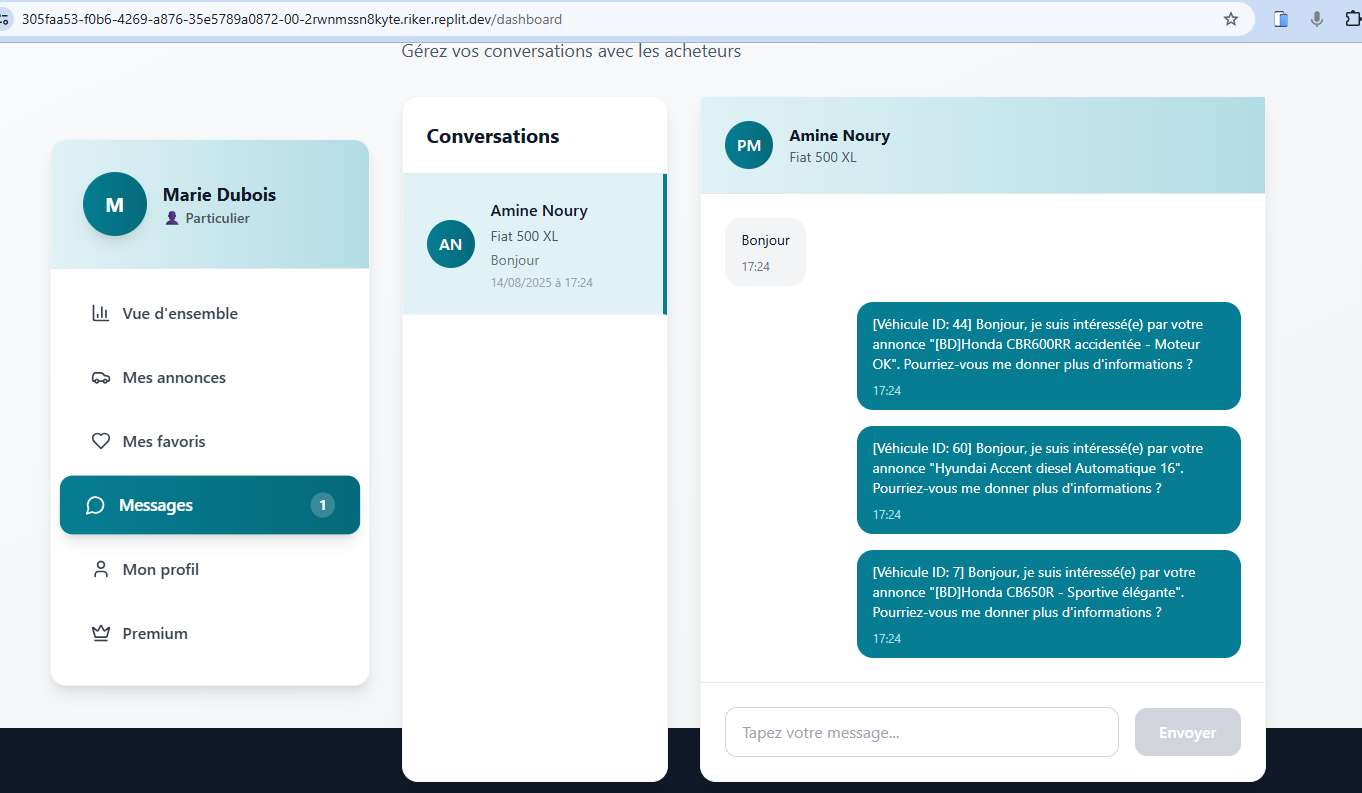 305faa53-f0b6-4269-a876-35e5789a0872-00-2rwnmssn8kyte.riker.replit.dev/dashboard
Gérez vos conversations avec les acheteurs
M
Marie Dubois
Particulier
Vue d'ensemble
Mes annonces
Mes favoris
Messages
1
Mon profil
Premium
Conversations
AN
Amine Noury
Fiat 500 XL
Bonjour
14/08/2025 à 17:24
PM
Amine Noury
Fiat 500 XL
Bonjour
17:24
[Véhicule ID: 44] Bonjour, je suis intéressé(e) par votre
annonce "[BD]Honda CBR600RR accidentée - Moteur
OK". Pourriez-vous me donner plus d'informations ?
17:24
[Véhicule ID: 60] Bonjour, je suis intéressé(e) par votre
annonce "Hyundai Accent diesel Automatique 16".
Pourriez-vous me donner plus d'informations ?
17:24
[Véhicule ID: 7] Bonjour, je suis intéressé(e) par votre
annonce "[BD]Honda CB650R - Sportive élégante".
Pourriez-vous me donner plus d'informations ?
17:24
Tapez votre message...
Envoyer